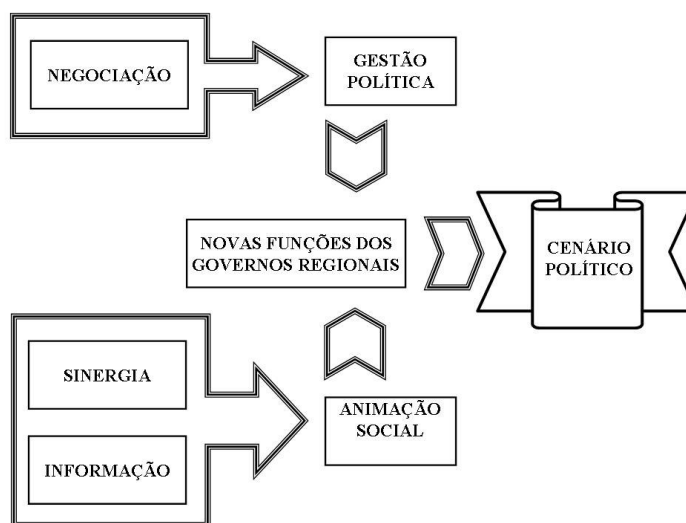 NEGOCIAÇÃO
GESTÃO
POLÍTICA
NOVAS FUNÇÕES DOS
GOVERNOS REGIONAIS
CENÁRIO
POLÍTICO
SINERGIA
INFORMAÇÃO
ANIMAÇÃO
SOCIAL